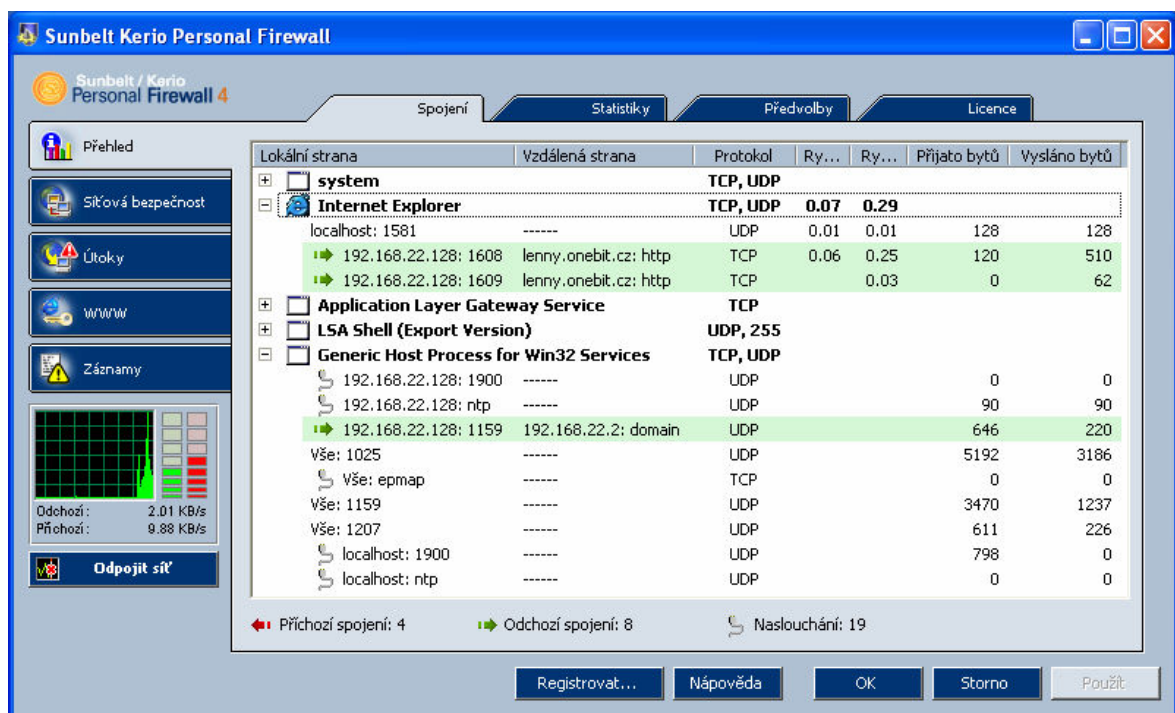 Sunbelt Kerio Personal Firewall
Sunbelt / Kerio
Personal Firewall 4
Spojení Statistiky Předvolby Licence
Přehled
Síťová bezpečnost
Útoky
WWW
Záznamy
Odchozí: 2.01 KB/s
Příchozí: 9.88 KB/s
Odpojit síť
Lokální strana Vzdálená strana Protokol Ry... Ry... Přijato bytů Vysláno bytů
system TCP, UDP
Internet Explorer TCP, UDP 0.07 0.29
localhost: 1581 ------ UDP 0.01 0.01 128 128
192.168.22.128: 1608 lenny.onebit.cz: http TCP 0.06 0.25 120 510
192.168.22.128: 1609 lenny.onebit.cz: http TCP 0.03 0 62
Application Layer Gateway Service TCP
LSA Shell (Export Version) UDP, 255
Generic Host Process for Win32 Services TCP, UDP
192.168.22.128: 1900 ------ UDP 0 0
192.168.22.128: ntp ------ UDP 90 90
192.168.22.128: 1159 192.168.22.2: domain UDP 646 220
Vše: 1025 ------ UDP 5192 3186
Vše: epmap ------ TCP 0 0
Vše: 1159 ------ UDP 3470 1237
Vše: 1207 ------ UDP 611 226
localhost: 1900 ------ UDP 798 0
localhost: ntp ------ UDP 0 0
Příchozí spojení: 4 Odchozí spojení: 8 Naslouchání: 19
Registrovat... Nápověda OK Storno Použít